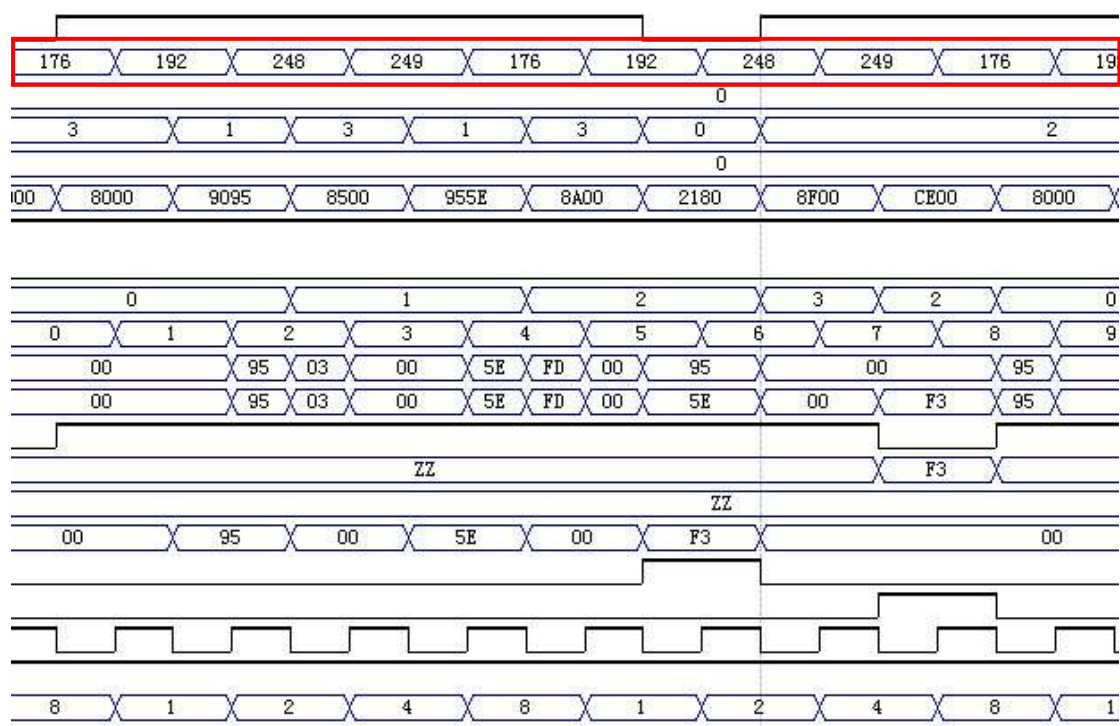 176 192 248 249 176 192 248 249 176 19
0
3 1 3 1 3 0 2
0
00 8000 9095 8500 955E 8A00 2180 8F00 CE00 8000
0 1 2 3 2 0
0 1 2 3 4 5 6 7 8 9
00 95 03 00 5E FD 00 95 00 95
00 95 03 00 5E FD 00 5E 00 F3 95
ZZ F3
ZZ
00 95 00 5E 00 F3 00
8 1 2 4 8 1 2 4 8 1